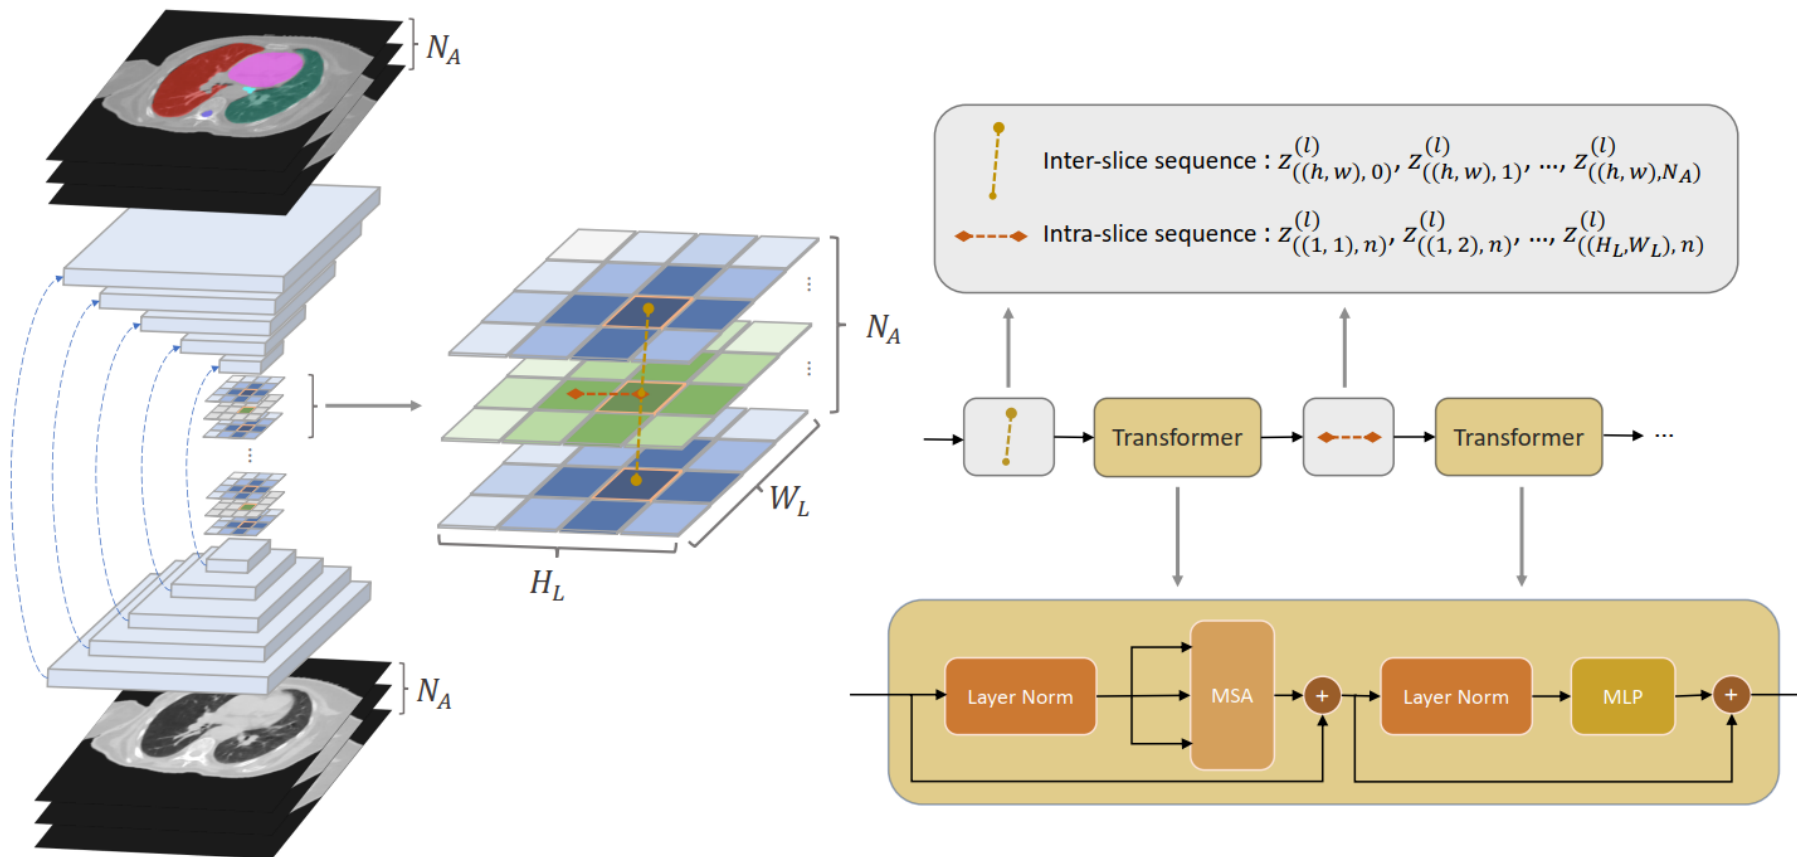 N_A
Inter-slice sequence : z^{(l)}_{((h, w), 0)}, z^{(l)}_{((h, w), 1)}, ..., z^{(l)}_{((h, w),N_A)}
Intra-slice sequence : z^{(l)}_{((1, 1), n)}, z^{(l)}_{((1, 2), n)}, ..., z^{(l)}_{((H_L,W_L), n)}
...
N_A
...
...
W_L
H_L
N_A
Transformer
Transformer
...
Layer Norm
MSA
+
Layer Norm
MLP
+